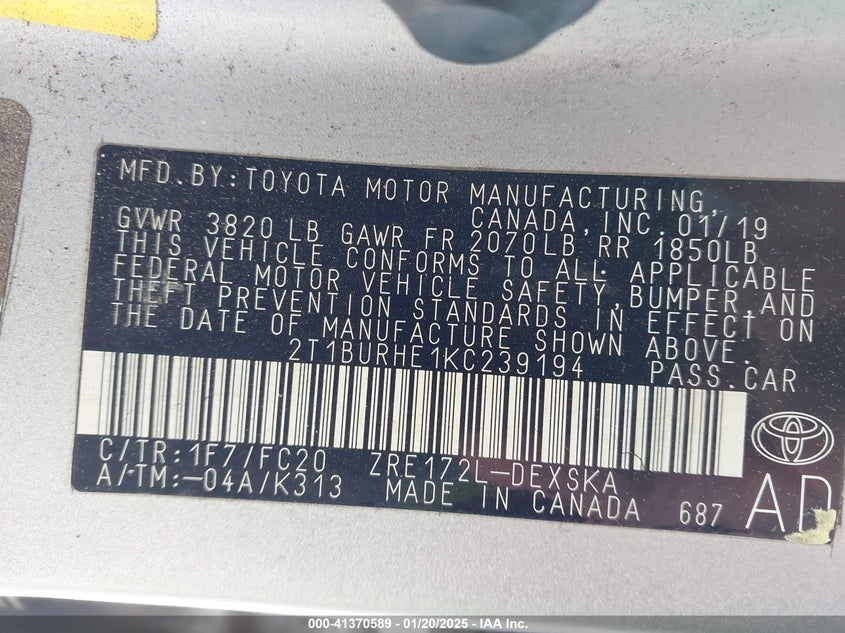 MFD.BY:TOYOTA MOTOR MANUFACTURING,
CANADA,INC.01/19
GVWR 3820LB GAWR FR 2070LB RR 1850LB
THIS VEHICLE CONFORMS TO ALL APPLICABLE
FEDERAL MOTOR VEHICLE SAFETY,BUMPER,AND
THEFT PREVENTION STANDARDS IN EFFECT ON
THE DATE OF MANUFACTURE SHOWN ABOVE.
2T1BURHE1KC239194 PASS.CAR
C/TR:1F7/FC20 ZRE172L-DEXSKA
A/TM:-04A/K313 MADE IN CANADA 687
000-41370589 - 01/20/2025 - IAA Inc.